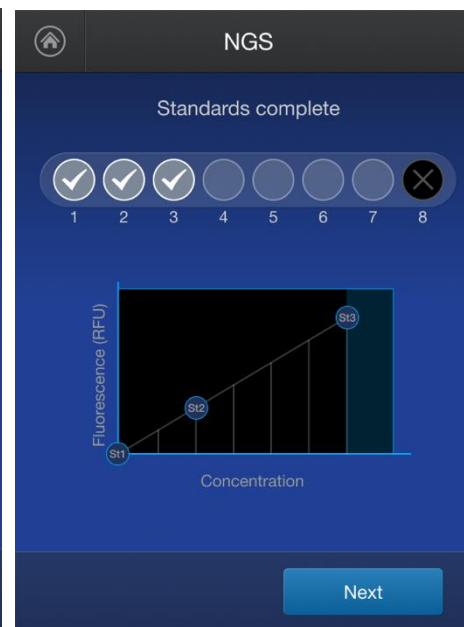 NGS
Standards complete
1 2 3 4 5 6 7 8
Fluorescence (RFU)
St3
St2
St1
Concentration
Next